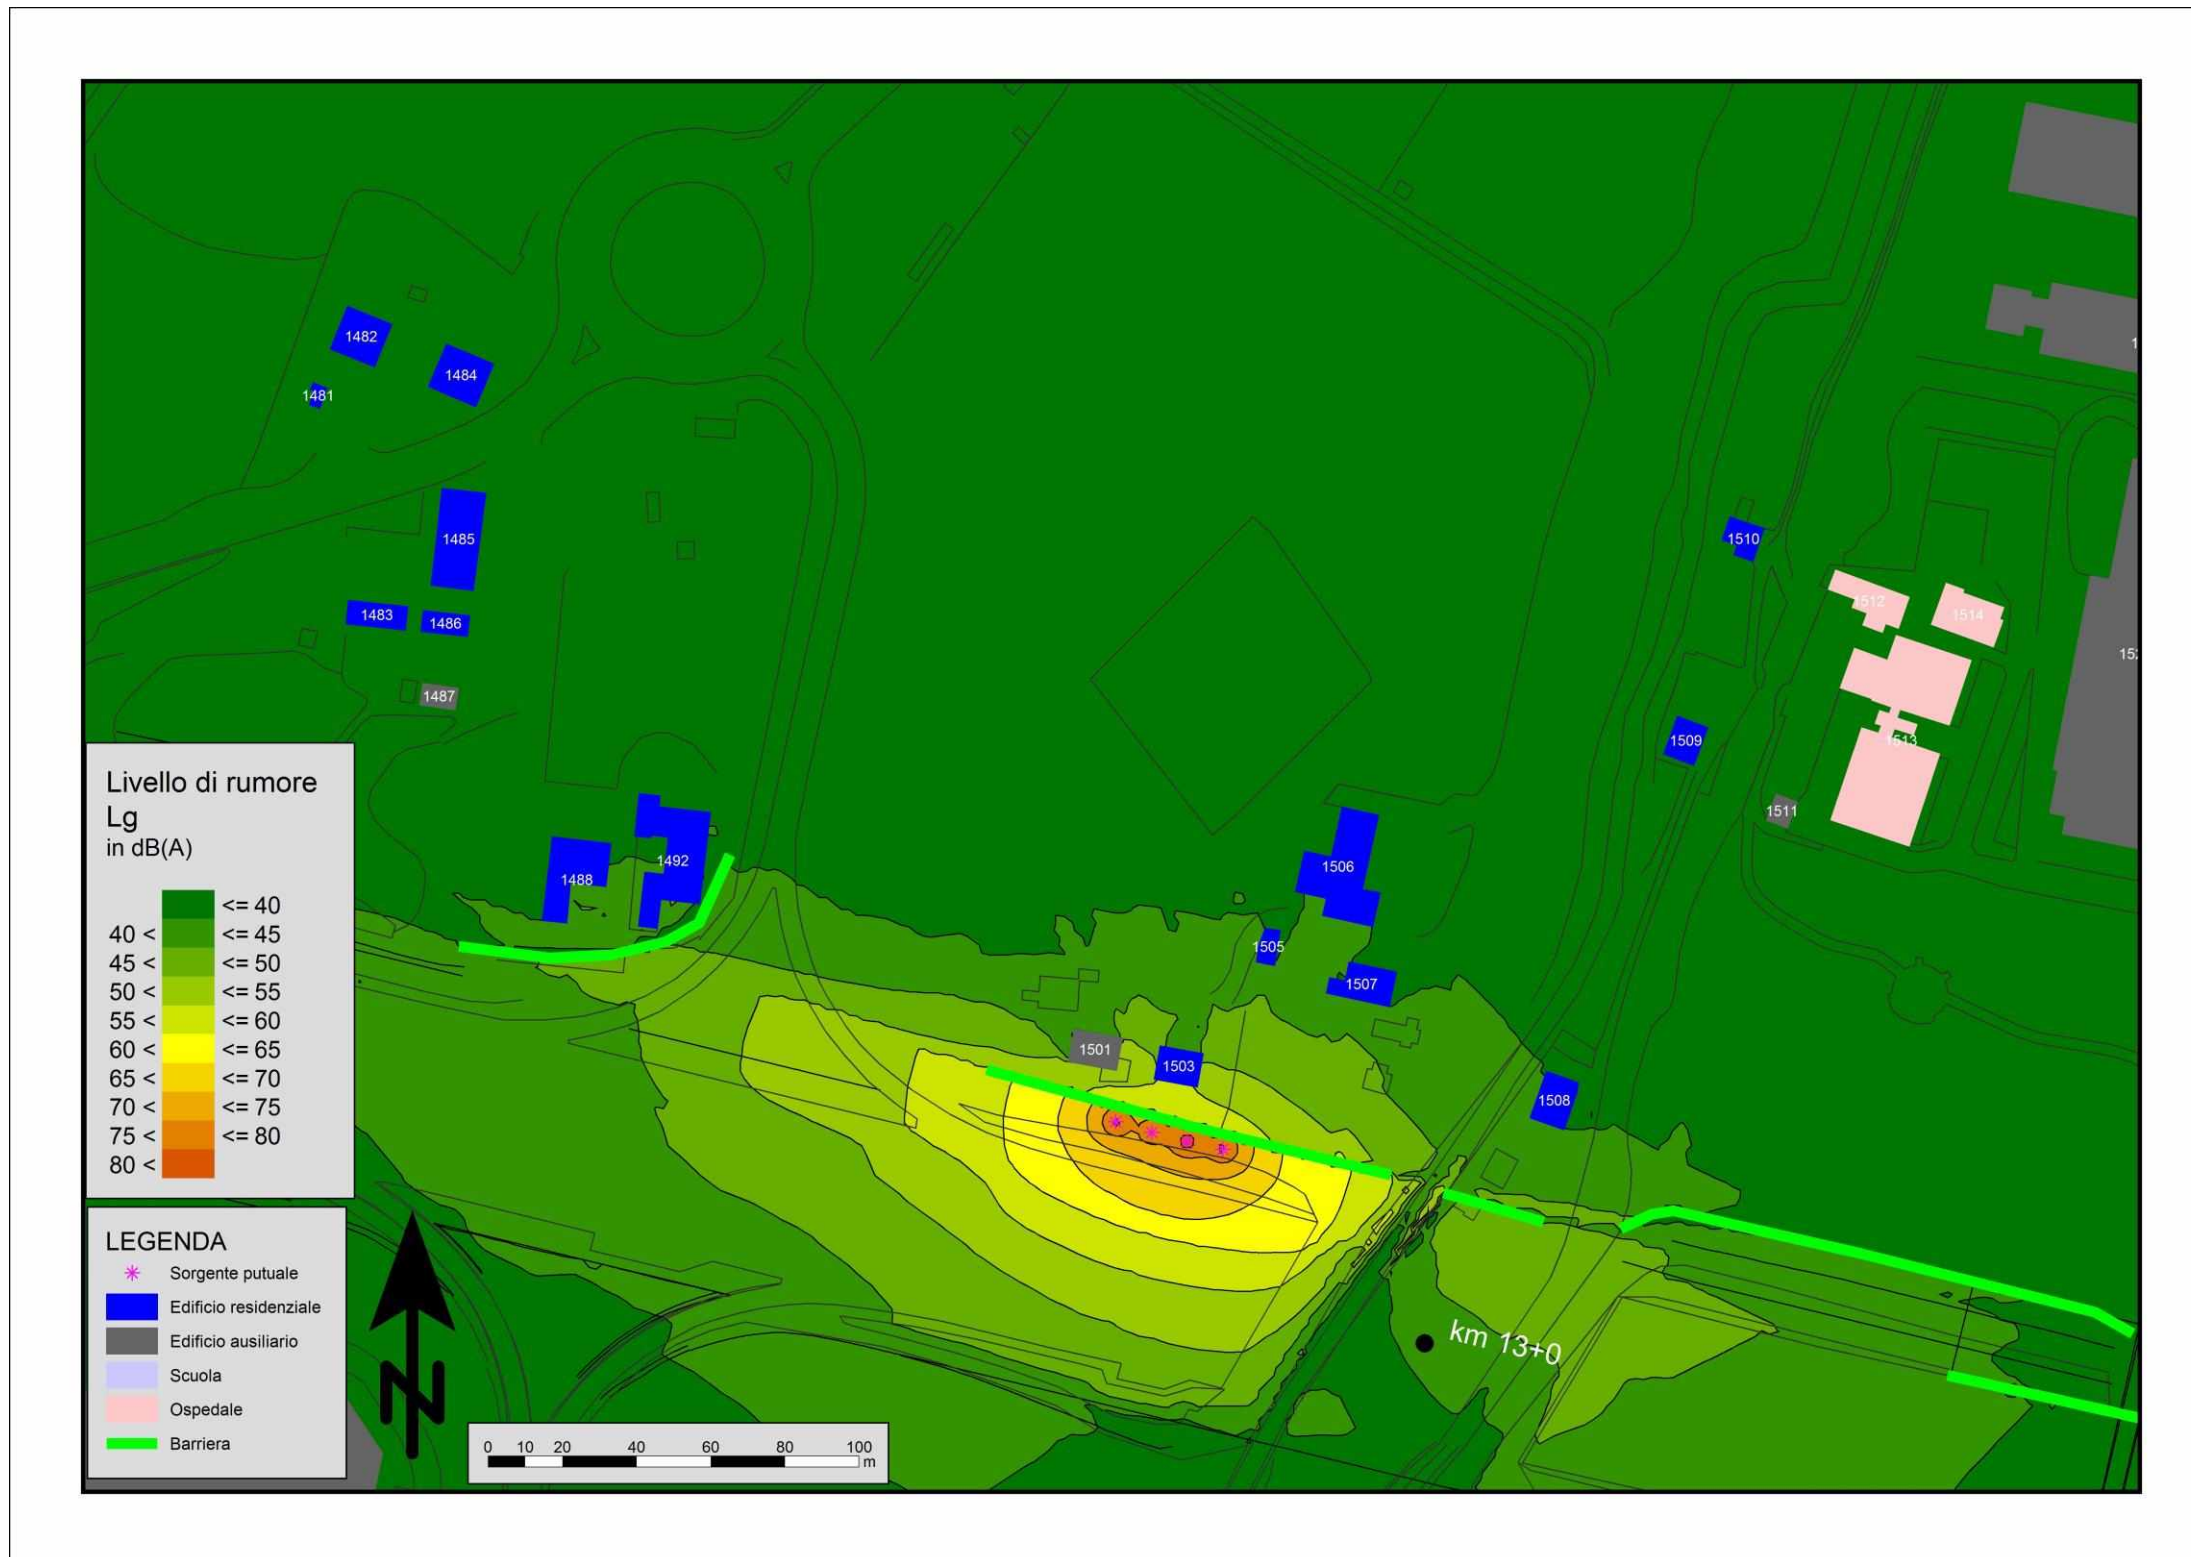 1482
1484
1481
1485
1510
1483
1486
1512
1514
1487
1509
1513
1511
1492
1488
1506
1505
1507
1501
1503
1508
km 13+0
Livello di rumore
Lg
in dB(A)
<= 40
40 < <= 45
45 < <= 50
50 < <= 55
55 < <= 60
60 < <= 65
65 < <= 70
70 < <= 75
75 < <= 80
80 <
LEGENDA
Sorgente putuale
Edificio residenziale
Edificio ausiliario
Scuola
Ospedale
Barriera
N
0 10 20 40 60 80 100
m